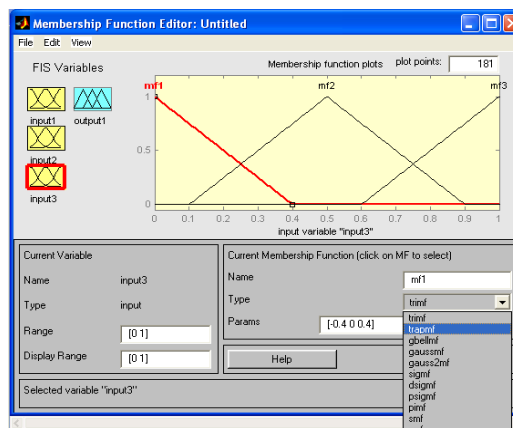 Membership Function Editor: Untitled
File Edit View
FIS Variables
Membership function plots plot points: 181
input1 output1
input2
input3
mf1 mf2 mf3
1
0.5
0
0 0.1 0.2 0.3 0.4 0.5 0.6 0.7 0.8 0.9 1
input variable "input3"
Current Variable
Name input3
Type input
Range [0 1]
Display Range [0 1]
Current Membership Function (click on MF to select)
Name mf1
Type trimf
Params [-0.4 0 0.4]
trimf
trapmf
gbellmf
gaussmf
gauss2mf
sigmf
dsigmf
psigmf
pimf
smf
Help
Selected variable "input3"